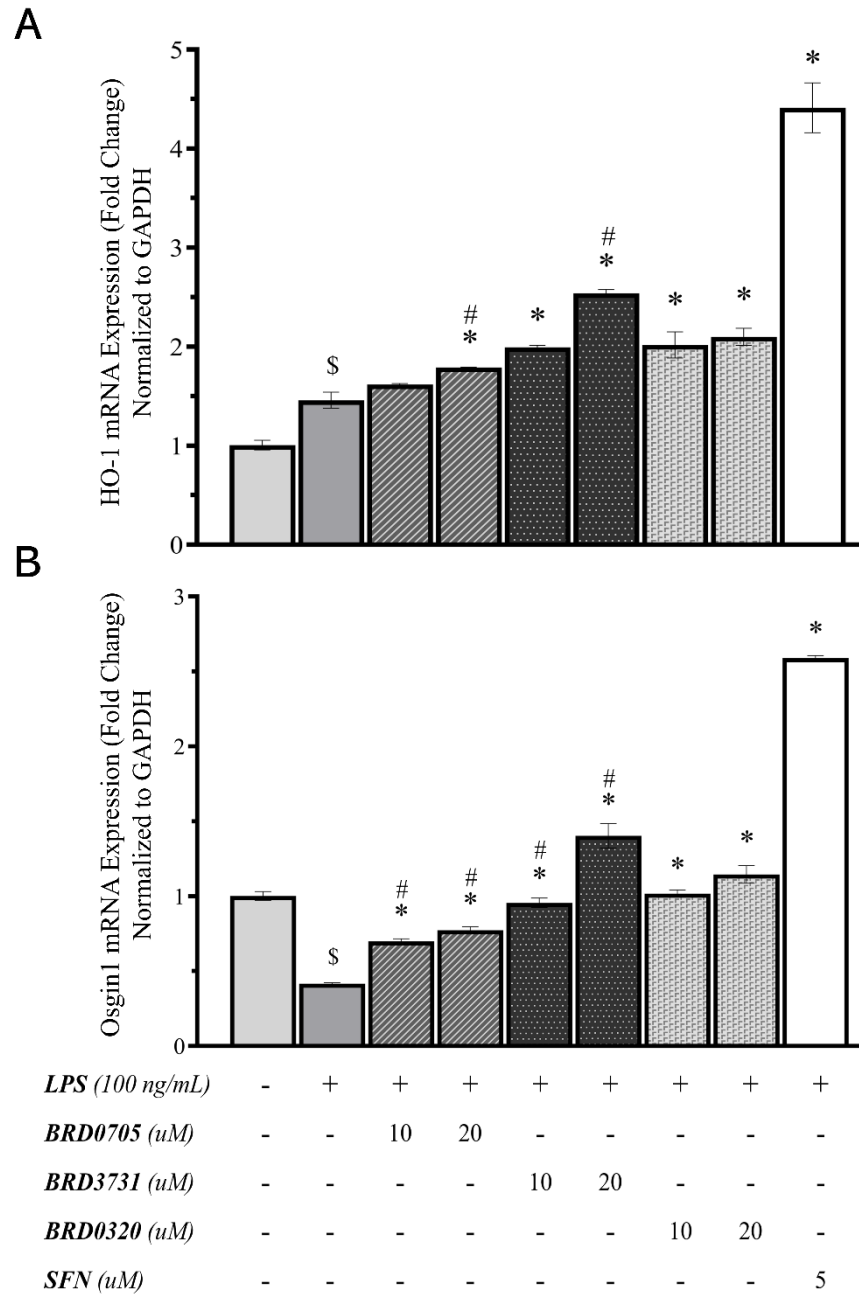 A
HO-1 mRNA Expression (Fold Change)
Normalized to GAPDH
5
4
3
2
1
0
$
#
*
*
#
*
*
*
*
B
Osgin1 mRNA Expression (Fold Change)
Normalized to GAPDH
3
2
1
0
$
#
*
#
*
#
*
#
*
*
*
*
LPS (100 ng/mL) - + + + + + + + +
BRD0705 (uM) - - 10 20 - - - - -
BRD3731 (uM) - - - - 10 20 - - -
BRD0320 (uM) - - - - - - 10 20 -
SFN (uM) - - - - - - - - 5